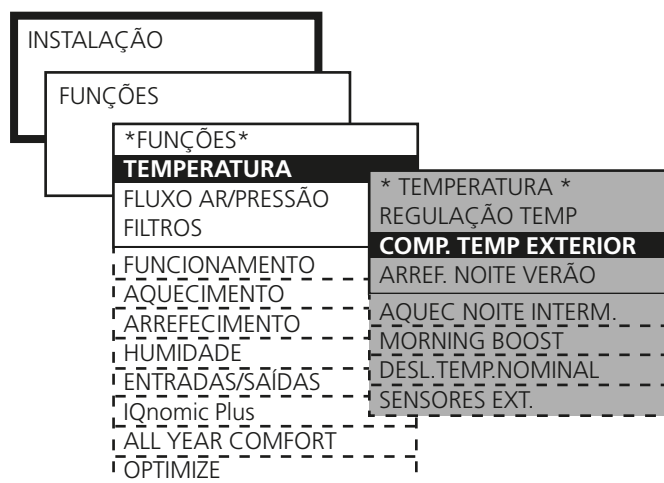 INSTALAÇÃO
FUNÇÕES
*FUNÇÕES*
TEMPERATURA
FLUXO AR/PRESSÃO
FILTROS
FUNCIONAMENTO
AQUECIMENTO
ARREFECIMENTO
HUMIDADE
ENTRADAS/SAÍDAS
IQnomic Plus
ALL YEAR COMFORT
OPTIMIZE
* TEMPERATURA *
REGULAÇÃO TEMP
COMP. TEMP EXTERIOR
ARREF. NOITE VERÃO
AQUEC NOITE INTERM.
MORNING BOOST
DESL.TEMP.NOMINAL
SENSORES EXT.